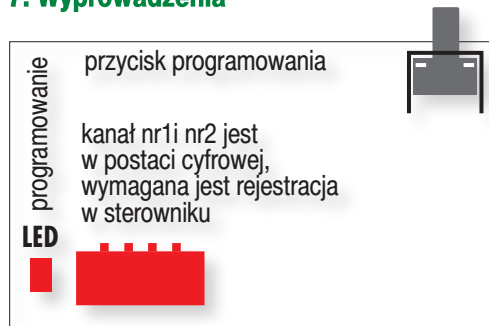 7. Wyprowadzenia
przycisk programowania
programowanie
kanał nr1i nr2 jest
w postaci cyfrowej,
wymagana jest rejestracja
w sterowniku
LED